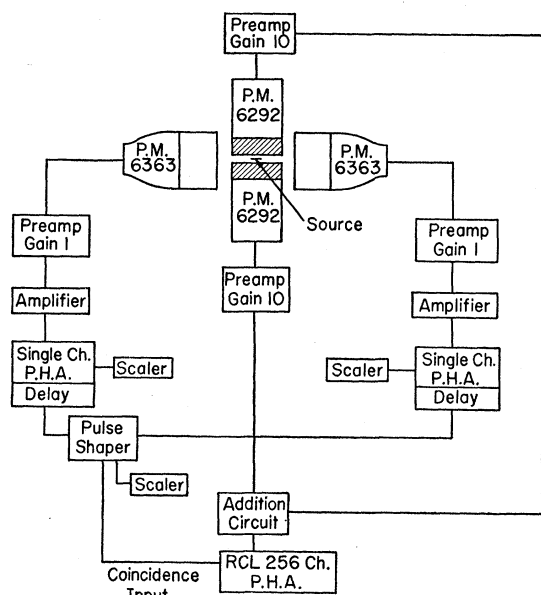 Preamp
Gain 10
P.M.
6292
P.M.
6363
P.M.
6363
P.M.
6292
Source
Preamp
Gain 1
Preamp
Gain 10
Preamp
Gain 1
Amplifier
Amplifier
Single Ch.
P.H.A.
Delay
Scaler
Scaler
Single Ch.
P.H.A.
Delay
Pulse
Shaper
Scaler
Addition
Circuit
RCL 256 Ch.
P.H.A.
Coincidence
Input